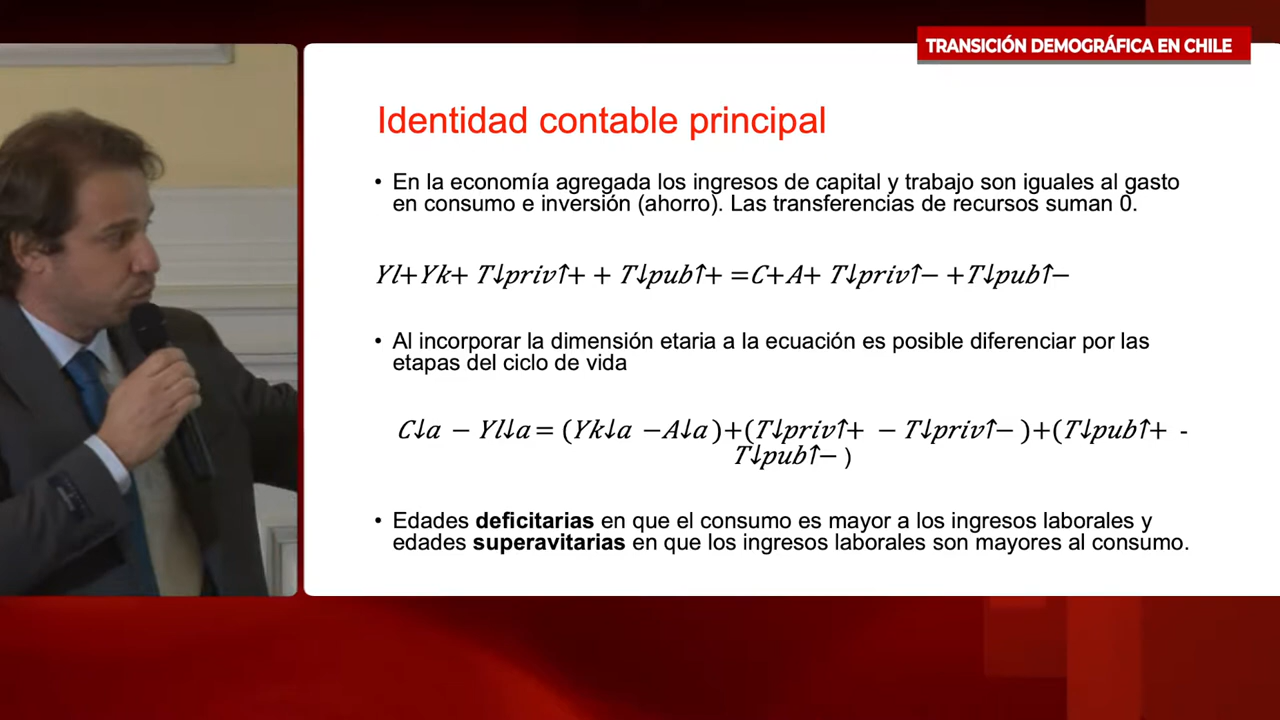 TRANSICIÓN DEMOGRÁFICA EN CHILE
Identidad contable principal
• En la economía agregada los ingresos de capital y trabajo son iguales al gasto
en consumo e inversión (ahorro). Las transferencias de recursos suman 0.
Yl+Yk+ T↓priv↑+ + T↓pub↑+ =C+A+ T↓priv↑− +T↓pub↑−
• Al incorporar la dimensión etaria a la ecuación es posible diferenciar por las
etapas del ciclo de vida
C↓a − Yl↓a= (Yk↓a −A↓a)+(T↓priv↑+ − T↓priv↑− )+(T↓pub↑+ -
T↓pub↑− )
• Edades deficitarias en que el consumo es mayor a los ingresos laborales y
edades superavitarias en que los ingresos laborales son mayores al consumo.